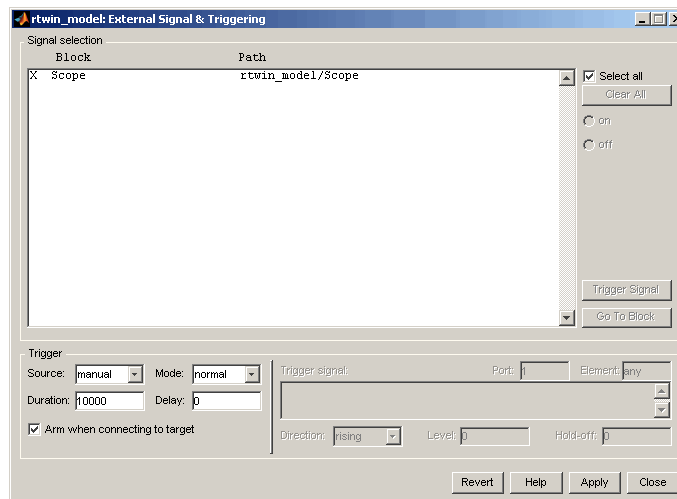 rtwin_model: External Signal & Triggering
Signal selection
Block Path
X Scope rtwin_model/Scope
Select all
Clear All
on
off
Trigger Signal
Go To Block
Trigger
Source: manual Mode: normal
Duration: 10000 Delay: 0
Arm when connecting to target
Trigger signal: Port: 1 Element: any
Direction: rising Level: 0 Hold-off: 0
Revert Help Apply Close